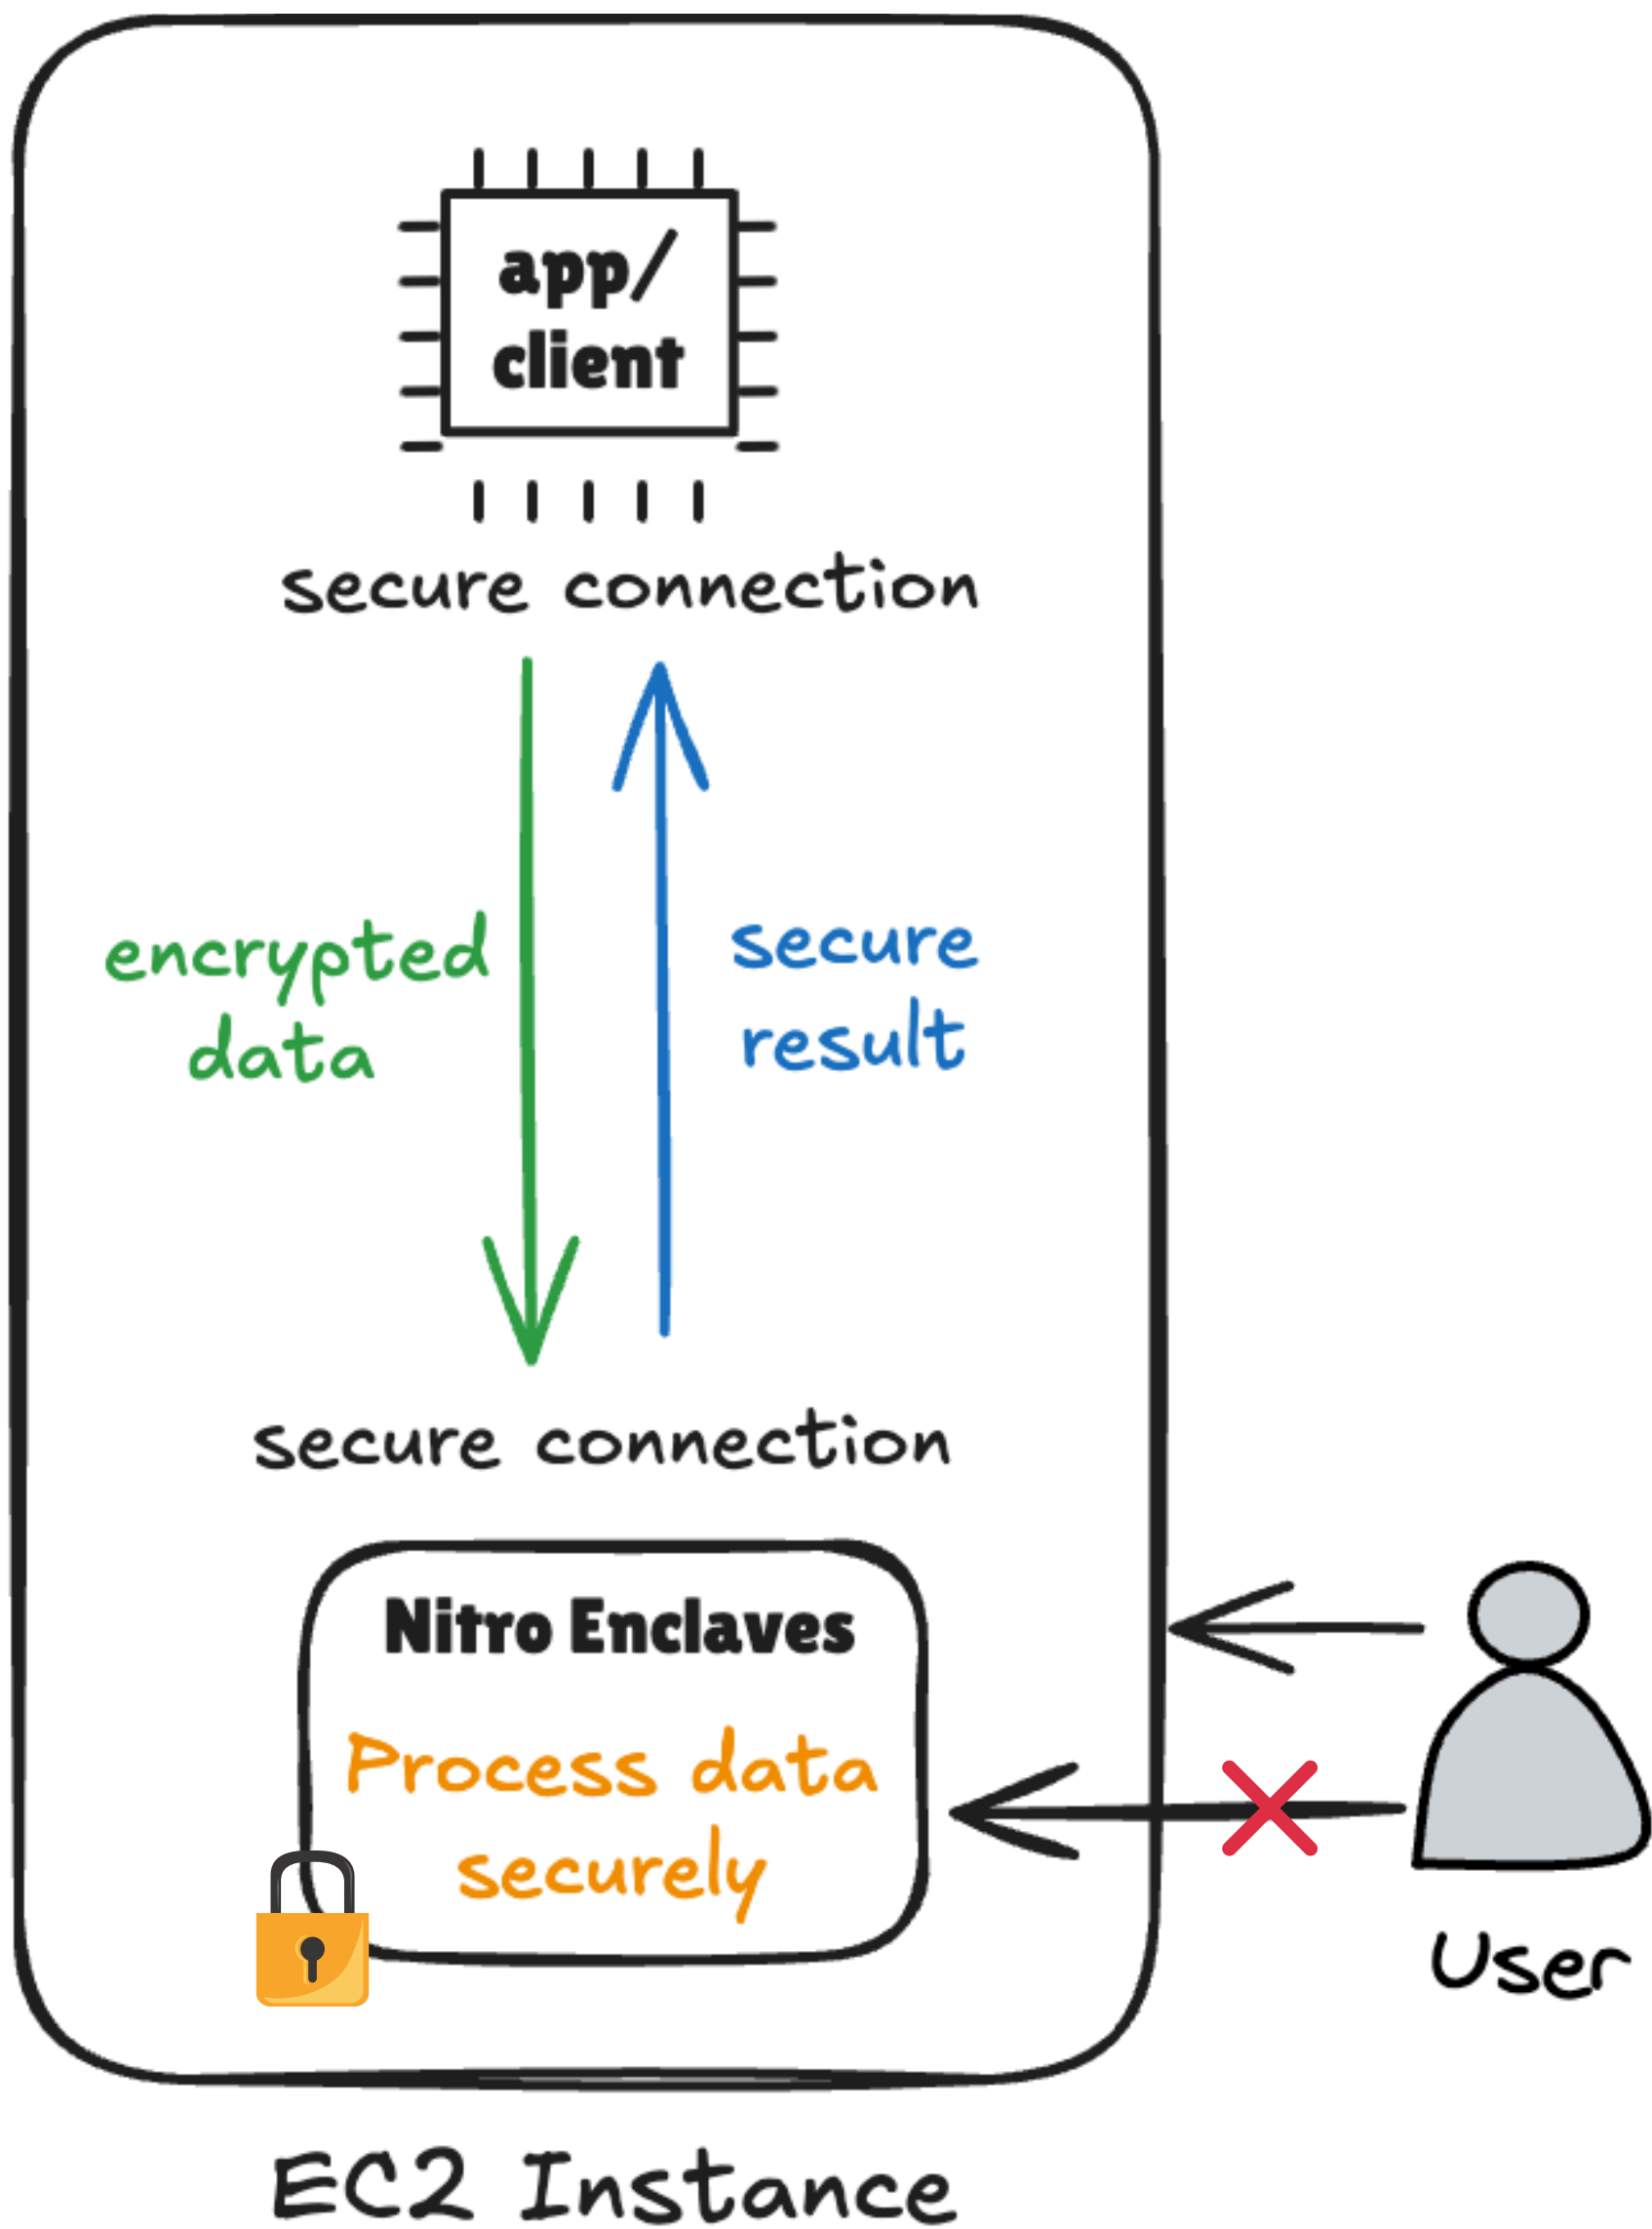 app/
client
secure connection
encrypted
data
secure
result
secure connection
Nitro Enclaves
Process data
securely
User
EC2 Instance